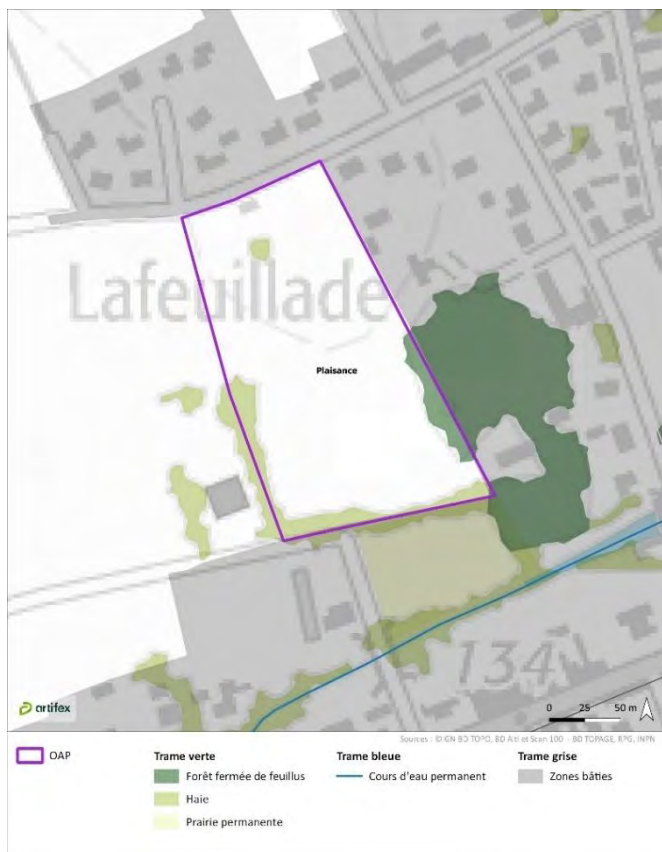 Lafeuillade
Plaisance
134
artifex
0 25 50 m
Sources : © IGN BD TOPO, BD Alti et Scan 100 - BD TOPAGE, RPG, INPN
OAP
Trame verte
Forêt fermée de feuillus
Haie
Prairie permanente
Trame bleue
Cours d'eau permanent
Trame grise
Zones bâties